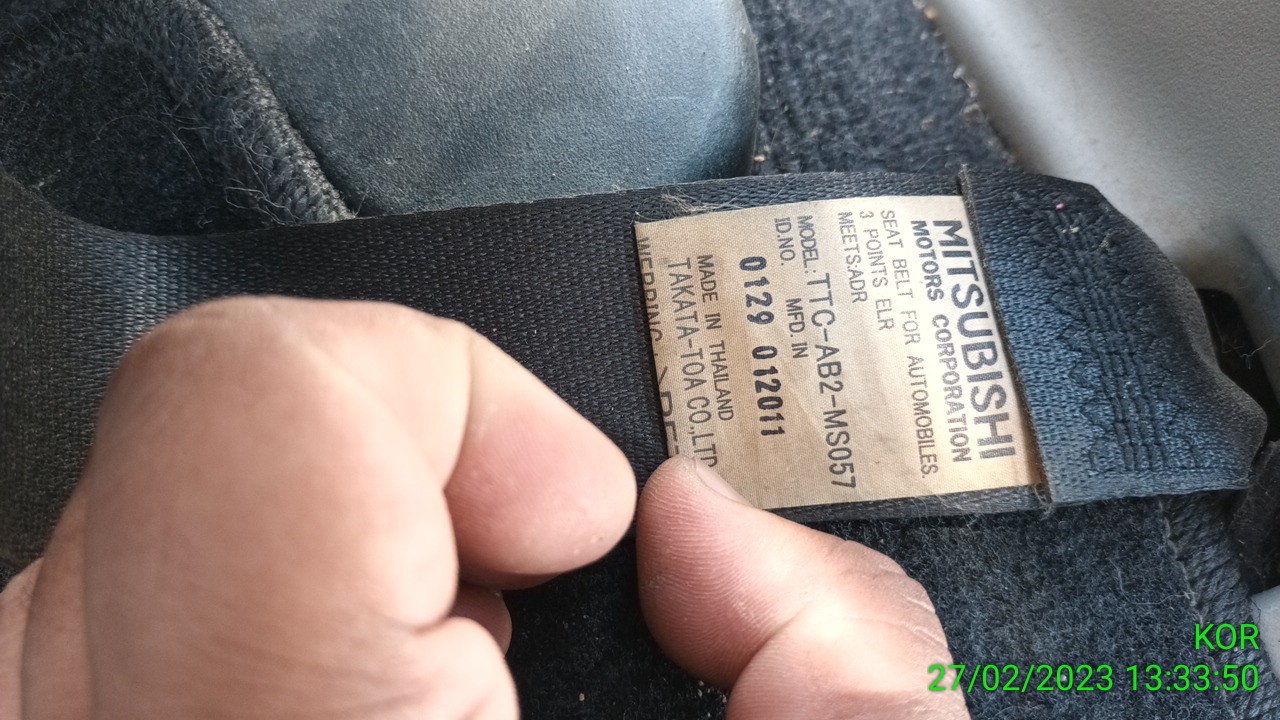 MITSUBISHI
MOTORS CORPORATION
SEAT BELT FOR AUTOMOBILES.
3 POINTS ELR
MEETS:ADR
MODEL: TTC-AB2-MS057
ID.NO. MFD. IN
0129 012011
MADE IN THAILAND
TAKATA-TOA CO.,LTD
WEBBING
KOR
27/02/2023 13:33:50